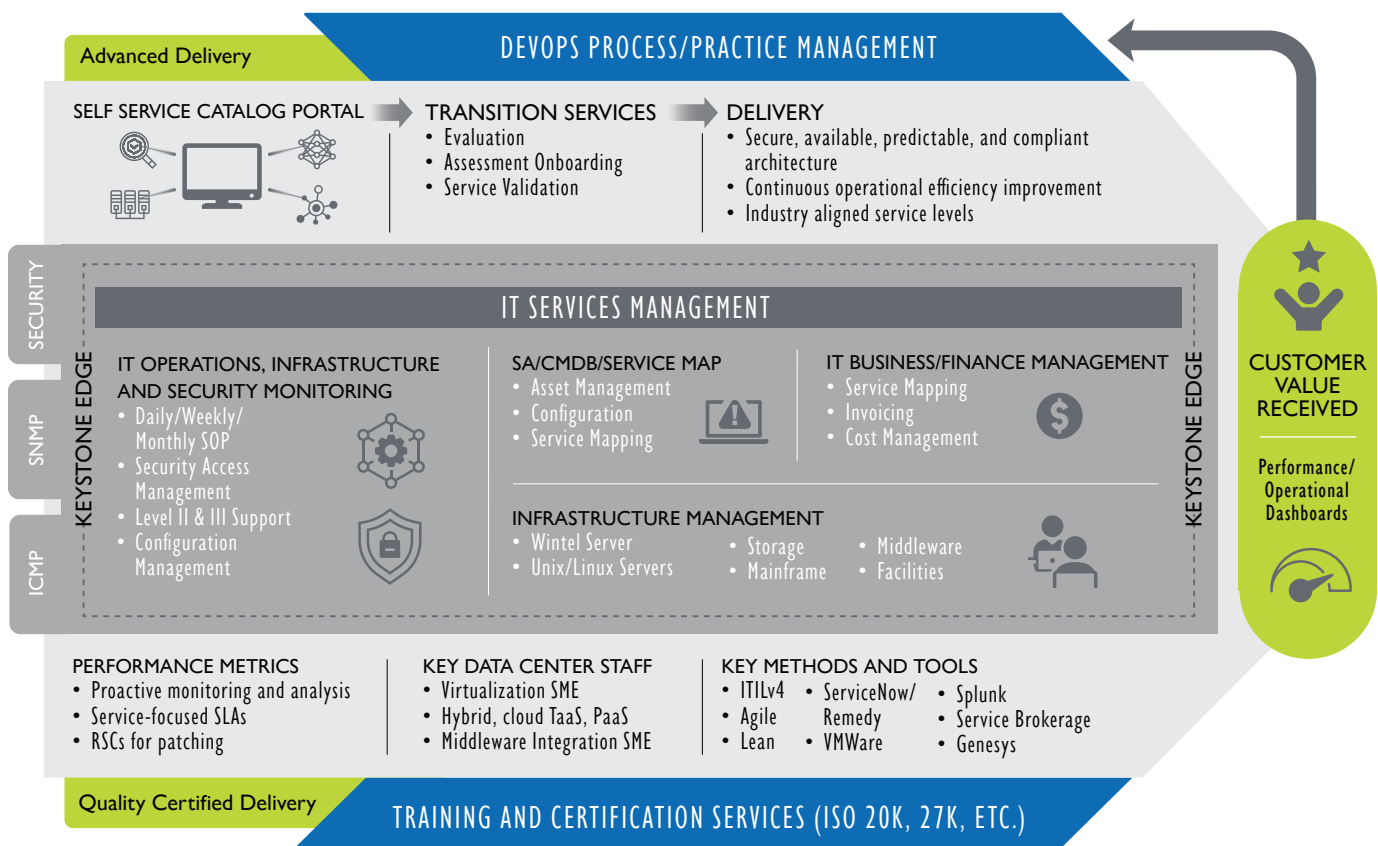 Advanced Delivery
DEVOPS PROCESS/PRACTICE MANAGEMENT
SELF SERVICE CATALOG PORTAL
TRANSITION SERVICES
• Evaluation
• Assessment Onboarding
• Service Validation
DELIVERY
• Secure, available, predictable, and compliant
architecture
• Continuous operational efficiency improvement
• Industry aligned service levels
SECURITY
SNMP
ICMP
KEYSTONE EDGE
IT SERVICES MANAGEMENT
IT OPERATIONS, INFRASTRUCTURE
AND SECURITY MONITORING
• Daily/Weekly/
Monthly SOP
• Security Access
Management
• Level II & III Support
• Configuration
Management
SA/CMDB/SERVICE MAP
• Asset Management
• Configuration
• Service Mapping
IT BUSINESS/FINANCE MANAGEMENT
• Service Mapping
• Invoicing
• Cost Management
$
INFRASTRUCTURE MANAGEMENT
• Wintel Server
• Unix/Linux Servers
• Storage
• Mainframe
• Middleware
• Facilities
KEYSTONE EDGE
CUSTOMER
VALUE
RECEIVED
Performance/
Operational
Dashboards
PERFORMANCE METRICS
• Proactive monitoring and analysis
• Service-focused SLAs
• RSCs for patching
KEY DATA CENTER STAFF
• Virtualization SME
• Hybrid, cloud TaaS, PaaS
• Middleware Integration SME
KEY METHODS AND TOOLS
• ITILv4
• Agile
• Lean
• ServiceNow/
Remedy
• VMWare
• Splunk
• Service Brokerage
• Genesys
Quality Certified Delivery
TRAINING AND CERTIFICATION SERVICES (ISO 20K, 27K, ETC.)